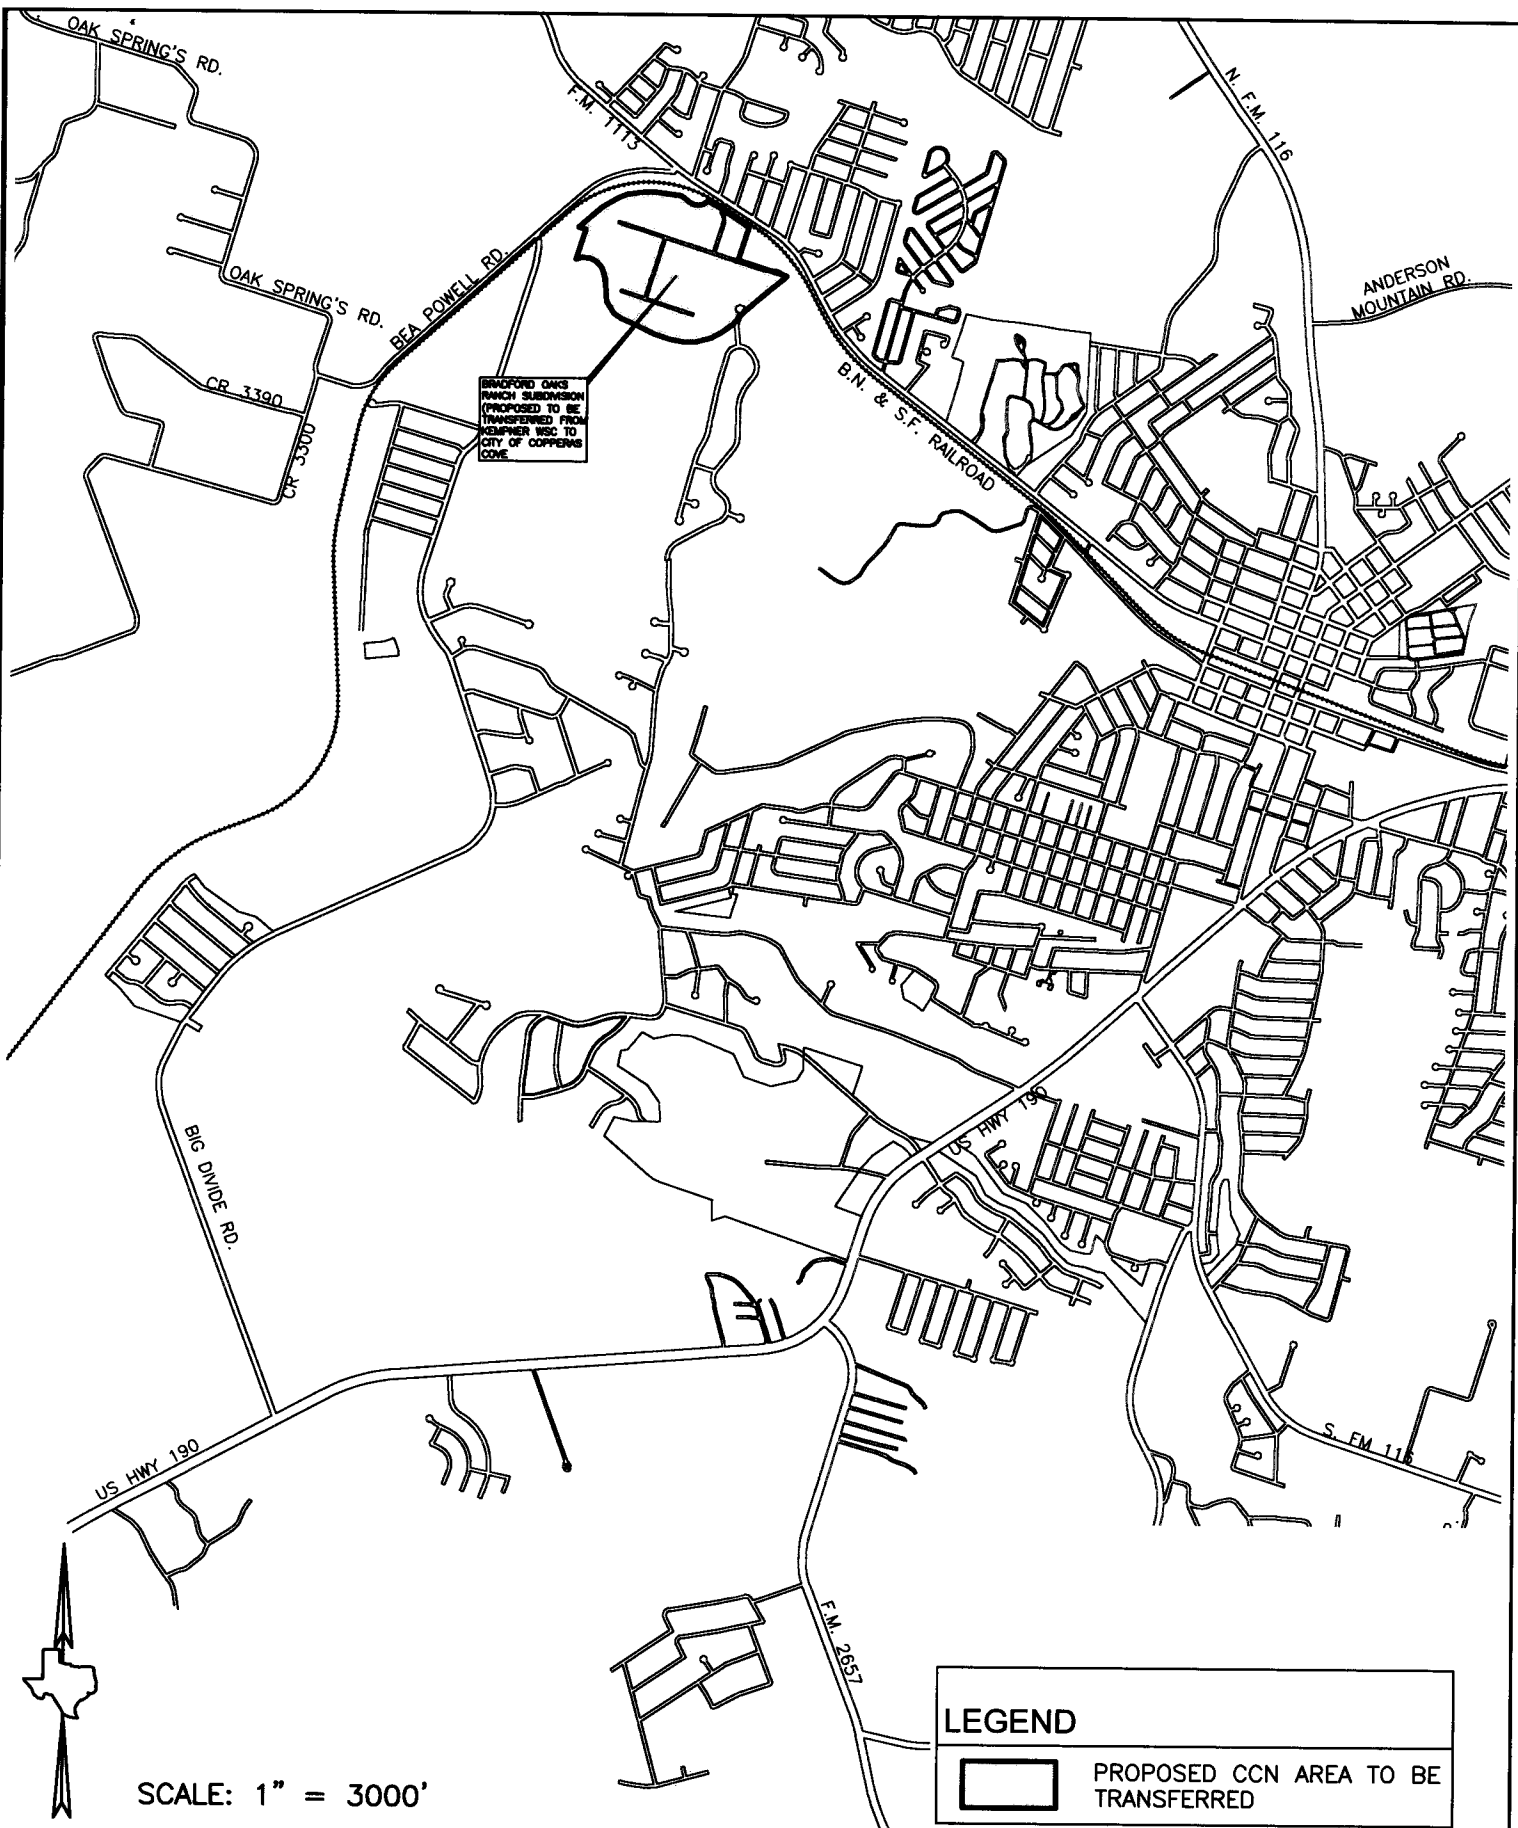 OAK SPRING'S RD.
F.M. 1113
N. F.M. 116
ANDERSON
MOUNTAIN RD.
OAK SPRING'S RD.
BEA POWELL RD.
CR 3390
CR 3300
BRADFORD OAKS
RANCH SUBDIVISION
(PROPOSED TO BE
TRANSFERRED FROM
KEMPNER WSC TO
CITY OF COPPERAS
COVE
B.N. & S.F. RAILROAD
US HWY 190
BIG DIVIDE RD.
US HWY 190
S. FM 116
F.M. 2657
LEGEND
PROPOSED CCN AREA TO BE
TRANSFERRED
SCALE: 1" = 3000'